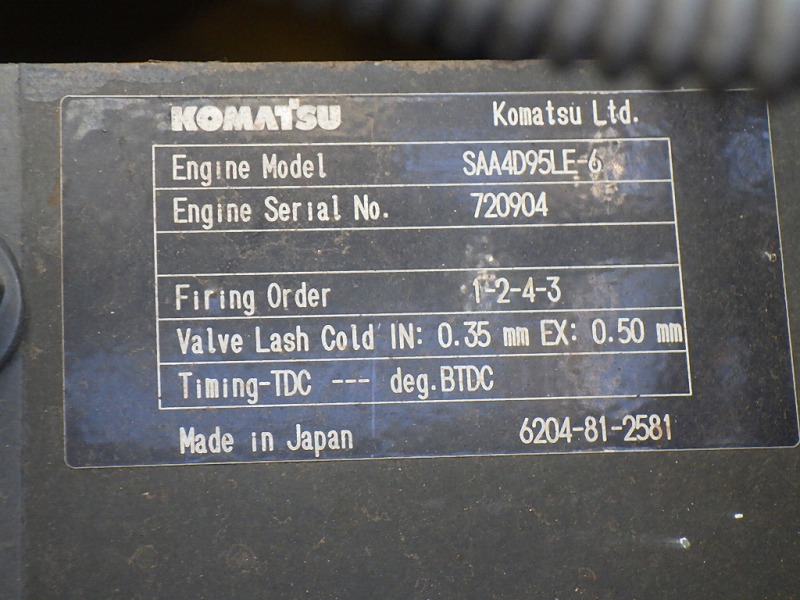 KOMATSU Komatsu Ltd.
Engine Model SAA4D95LE-6
Engine Serial No. 720904
Firing Order 1-2-4-3
Valve Lash Cold IN: 0.35 mm EX: 0.50 mm
Timing-TDC --- deg.BTDC
Made in Japan 6204-81-2581